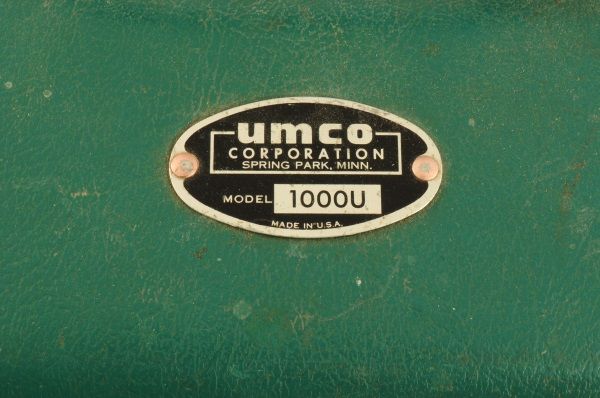 umco
CORPORATION
SPRING PARK, MINN.
MODEL 1000U
MADE IN U.S.A.